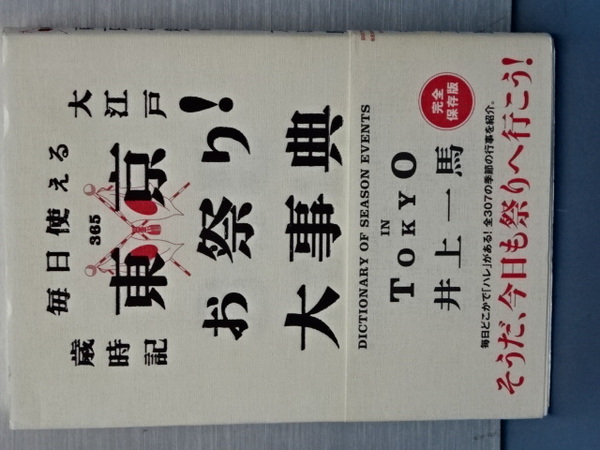 毎日使える
大江戸
歳時記
365
東京
お祭り!
大事典
DICTIONARY OF SEASON EVENTS
IN
TOKYO
井上一馬
完全
保存版
毎日どこかで「ハレ」がある!全307の季節の行事を紹介。
そうだ、今日も祭りへ行こう!